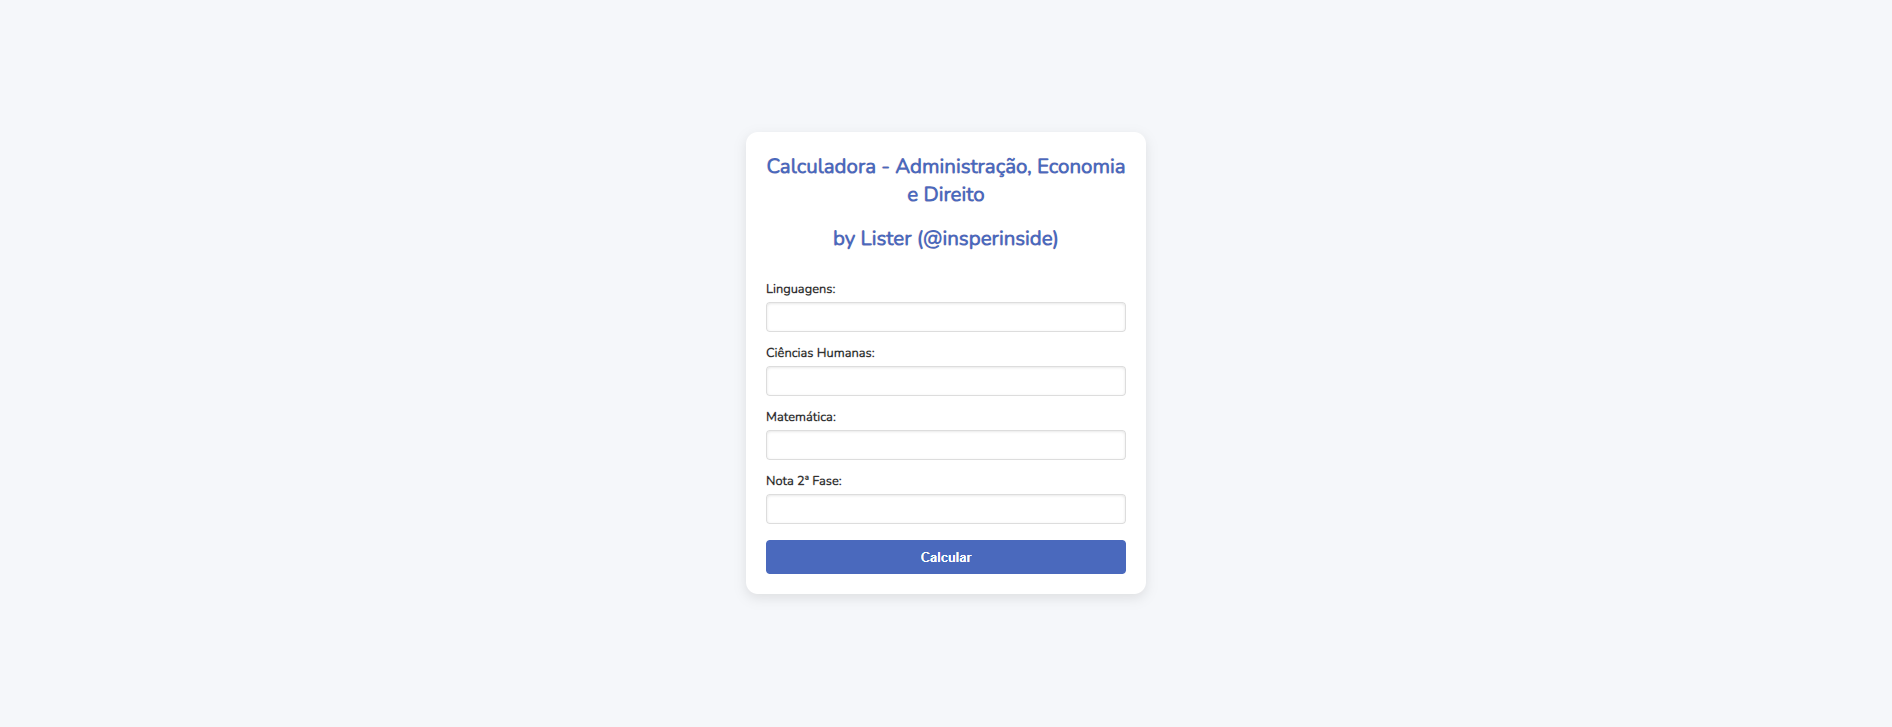 Calculadora - Administração, Economia
e Direito
by Lister (@insperinside)
Linguagens:
Ciências Humanas:
Matemática:
Nota 2ª Fase:
Calcular